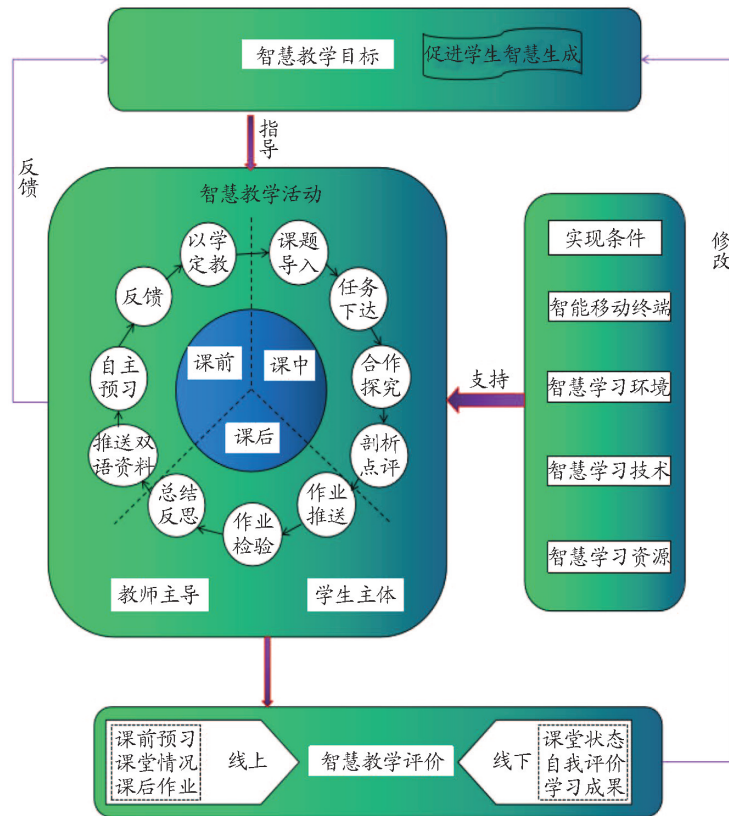 智慧教学目标
促进学生智慧生成
指
导
反
馈
修
改
智慧教学活动
以学
定教
课题
导入
任务
下达
合作
探究
剖析
点评
作业
推送
作业
检验
总结
反思
推送双
语资料
自主
预习
反馈
课前
课中
课后
教师主导
学生主体
支持
实现条件
智能移动终端
智慧学习环境
智慧学习技术
智慧学习资源
课前预习
课堂情况
课后作业
线上
智慧教学评价
线下
课堂状态
自我评价
学习成果